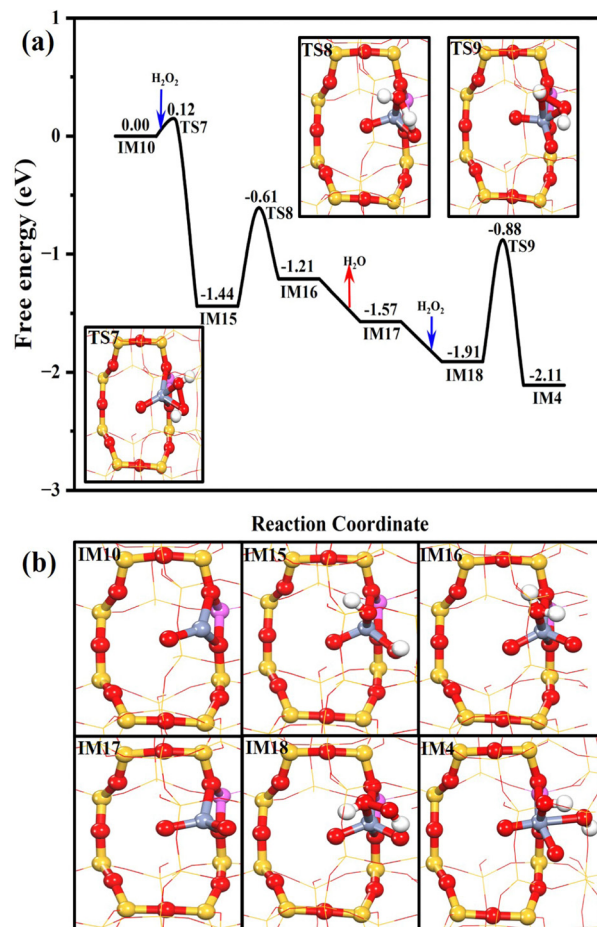 (a)
1
0
−1
−2
−3
Free energy (eV)
H₂O₂
0.00
IM10
0.12
TS7
−1.44
IM15
−0.61
TS8
−1.21
IM16
H₂O
−1.57
IM17
H₂O₂
−1.91
IM18
−0.88
TS9
−2.11
IM4
TS8
TS9
TS7
Reaction Coordinate
(b)
IM10
IM15
IM16
IM17
IM18
IM4